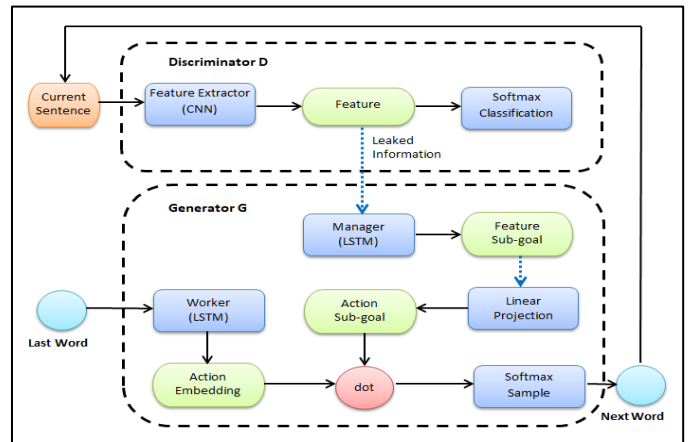 Discriminator D
Current
Sentence
Feature Extractor
(CNN)
Feature
Softmax
Classification
Leaked
Information
Generator G
Manager
(LSTM)
Feature
Sub-goal
Worker
(LSTM)
Action
Sub-goal
Linear
Projection
Last Word
Action
Embedding
dot
Softmax
Sample
Next Word